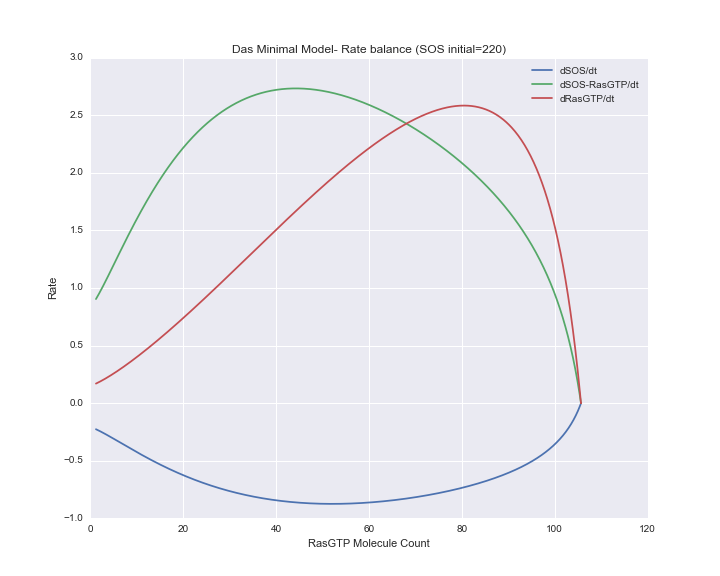 Das Minimal Model- Rate balance (SOS initial=220)
dSOS/dt
dSOS-RasGTP/dt
dRasGTP/dt
3.0
2.5
2.0
1.5
1.0
0.5
0.0
−0.5
−1.0
Rate
0 20 40 60 80 100 120
RasGTP Molecule Count